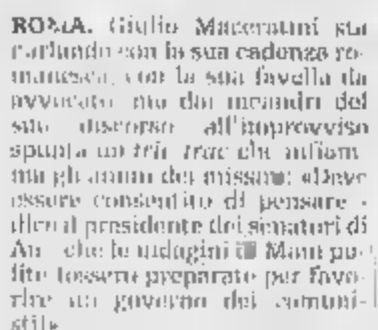 ROMA. Giulio Maceratini sta
parlando con la sua cadenza ro-
manesca, con la sua favella da
avvocato, ma dai meandri del
suo discorso all'improvviso
spunta un tric trac che infiam-
ma gli animi dei missini: «Deve
essere consentito di pensare -
dice il presidente dei senatori di
An - che le indagini di Mani pu-
lite fossero preparate per favo-
rire un governo dei comuni-
sti».